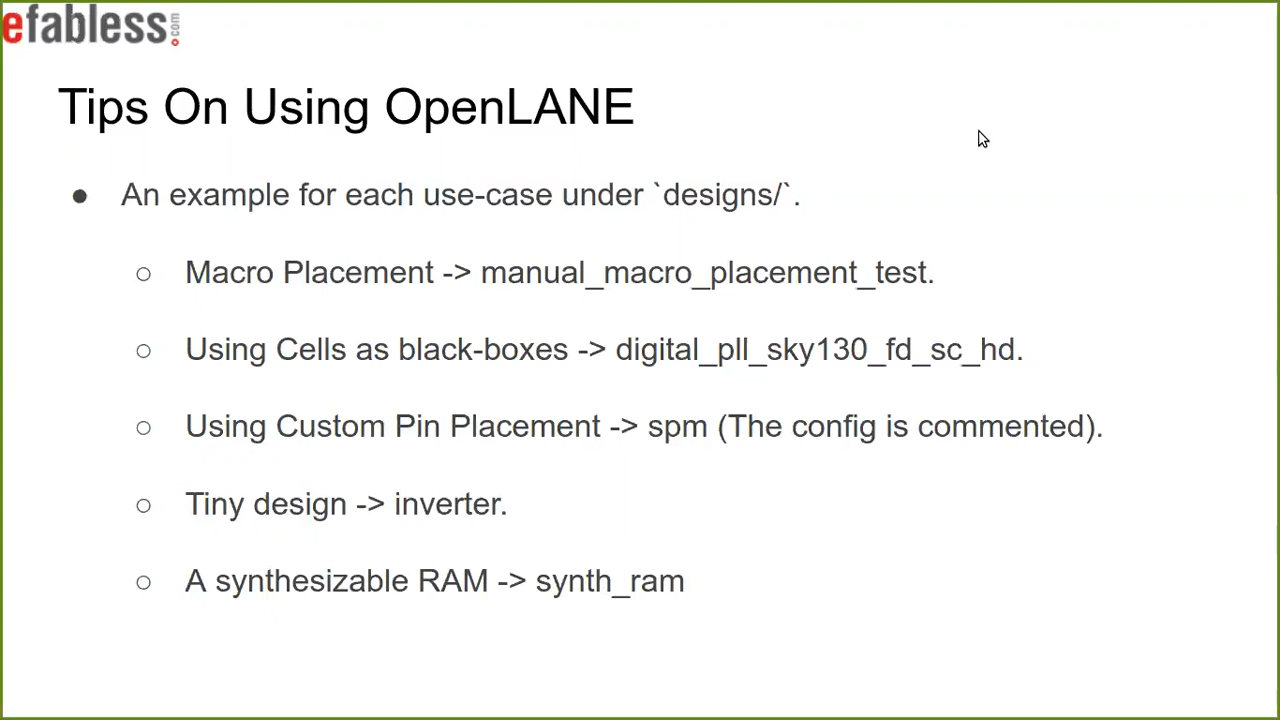 efabless.com
Tips On Using OpenLANE
● An example for each use-case under `designs/`.
○ Macro Placement -> manual_macro_placement_test.
○ Using Cells as black-boxes -> digital_pll_sky130_fd_sc_hd.
○ Using Custom Pin Placement -> spm (The config is commented).
○ Tiny design -> inverter.
○ A synthesizable RAM -> synth_ram